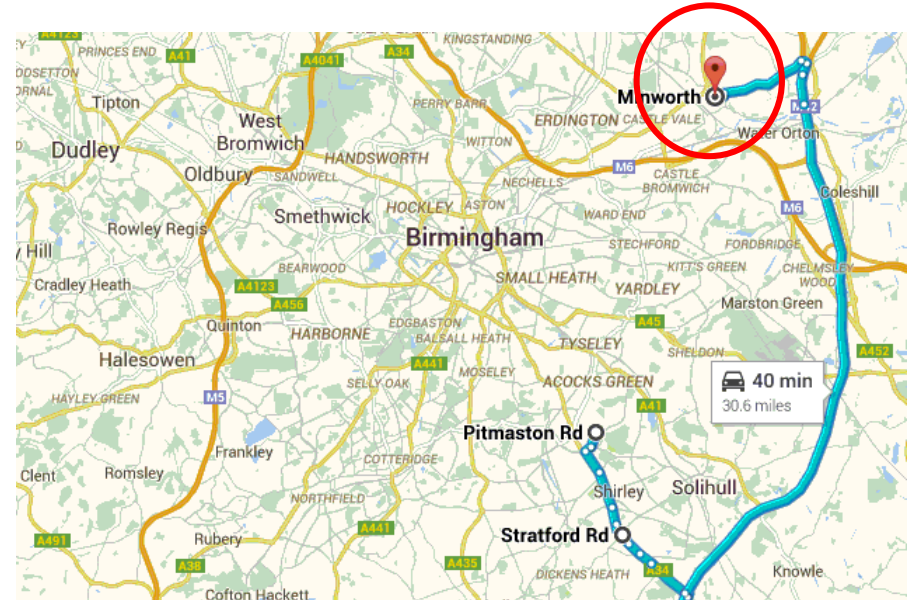 A4123
PRINCES END
A41
A4041
A34
KINGSTANDING
Tipton
West
Bromwich
PERRY BARR
ERDINGTON
CASTLE VALE
Minworth
Water Orton
Dudley
Oldbury
SANDWELL
HANDSWORTH
WITTON
M6
NECHELLS
CASTLE
BROMWICH
Coleshill
Smethwick
HOCKLEY
ASTON
WARD END
M6
Rowley Regis
Birmingham
STECHFORD
FORDBRIDGE
y Hill
BEARWOOD
SMALL HEATH
KITT'S GREEN
CHELMSLEY
WOOD
Cradley Heath
A4123
A456
YARDLEY
Marston Green
Quinton
HARBORNE
EDGBASTON
BALSALL HEATH
A45
TYSELEY
SHELDON
A452
Halesowen
A441
MOSELEY
SELLY OAK
ACOCKS GREEN
40 min
30.6 miles
HAYLEY GREEN
M5
A41
Pitmaston Rd
Frankley
COTTERIDGE
Clent
Romsley
NORTHFIELD
Shirley
Solihull
A491
Rubery
A441
Stratford Rd
A38
A435
DICKENS HEATH
A34
Knowle
Cofton Hackett